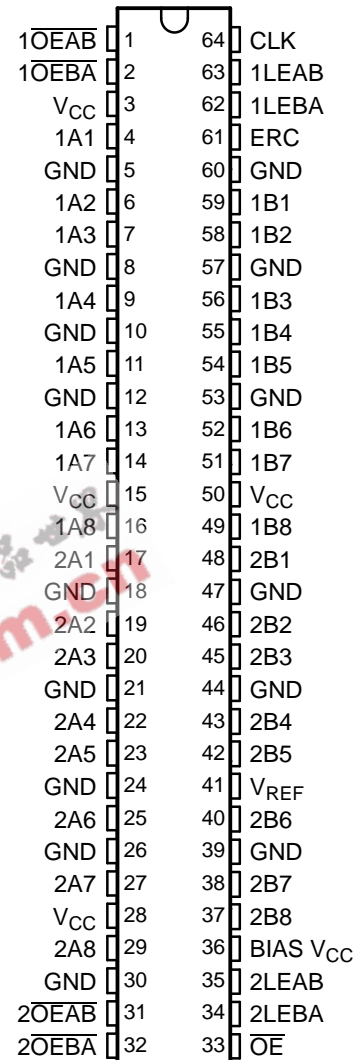 1OEAB 1 64 CLK
1OEBA 2 63 1LEAB
VCC 3 62 1LEBA
1A1 4 61 ERC
GND 5 60 GND
1A2 6 59 1B1
1A3 7 58 1B2
GND 8 57 GND
1A4 9 56 1B3
GND 10 55 1B4
1A5 11 54 1B5
GND 12 53 GND
1A6 13 52 1B6
1A7 14 51 1B7
VCC 15 50 VCC
1A8 16 49 1B8
2A1 17 48 2B1
GND 18 47 GND
2A2 19 46 2B2
2A3 20 45 2B3
GND 21 44 GND
2A4 22 43 2B4
2A5 23 42 2B5
GND 24 41 VREF
2A6 25 40 2B6
GND 26 39 GND
2A7 27 38 2B7
VCC 28 37 2B8
2A8 29 36 BIAS VCC
GND 30 35 2LEAB
2OEAB 31 34 2LEBA
2OEBA 32 33 OE
m.cn